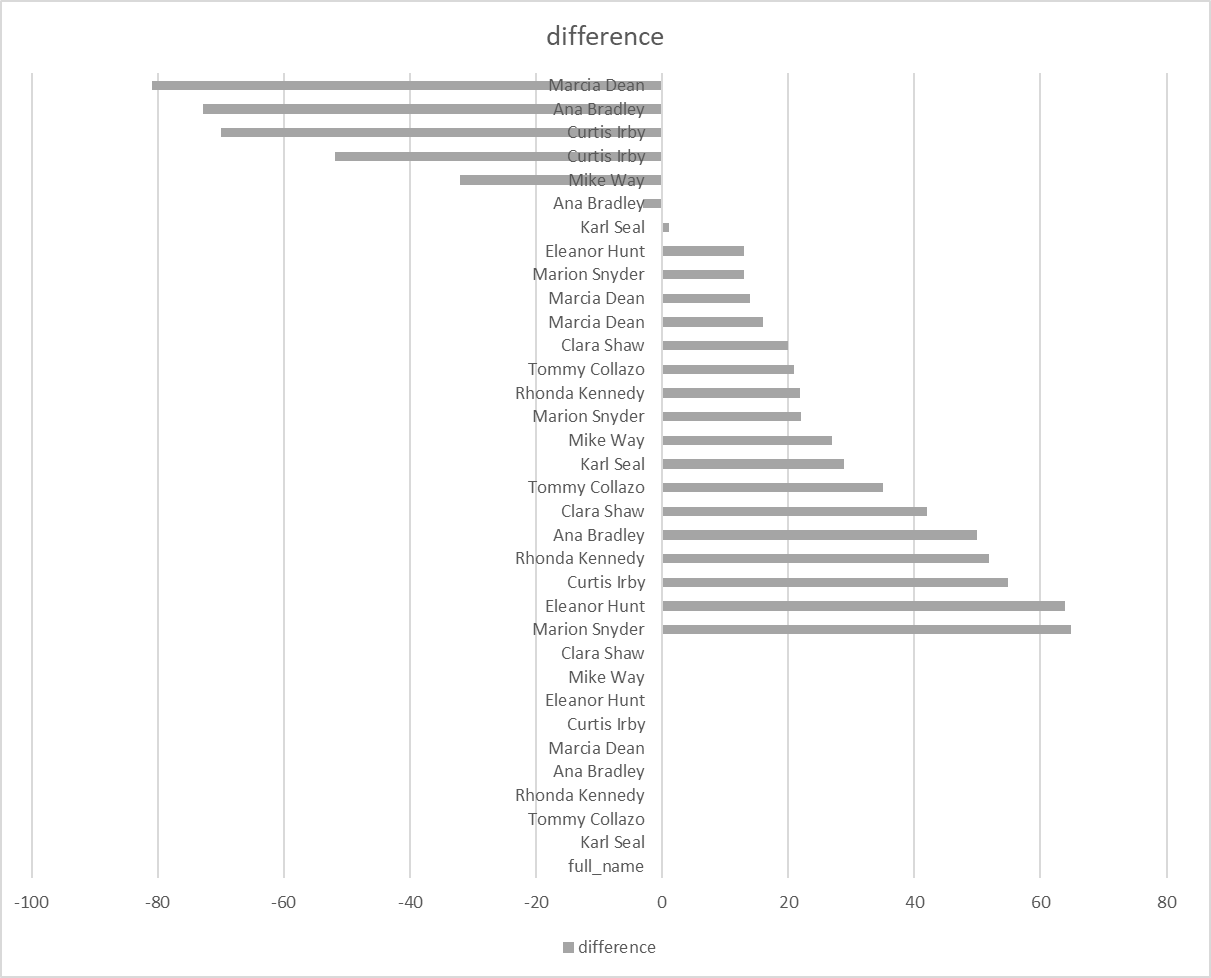 difference
Marcia Dean
Ana Bradley
Curtis Irby
Curtis Irby
Mike Way
Ana Bradley
Karl Seal
Eleanor Hunt
Marion Snyder
Marcia Dean
Marcia Dean
Clara Shaw
Tommy Collazo
Rhonda Kennedy
Marion Snyder
Mike Way
Karl Seal
Tommy Collazo
Clara Shaw
Ana Bradley
Rhonda Kennedy
Curtis Irby
Eleanor Hunt
Marion Snyder
Clara Shaw
Mike Way
Eleanor Hunt
Curtis Irby
Marcia Dean
Ana Bradley
Rhonda Kennedy
Tommy Collazo
Karl Seal
full_name
-100 -80 -60 -40 -20 0 20 40 60 80
difference